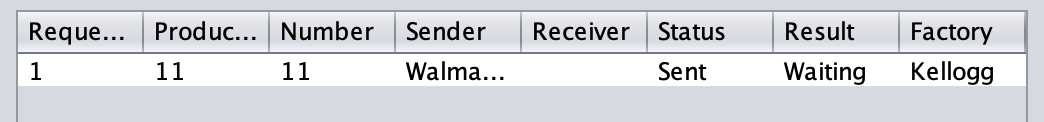 Reque... Produc... Number Sender Receiver Status Result Factory
1 11 11 Walma... Sent Waiting Kellogg